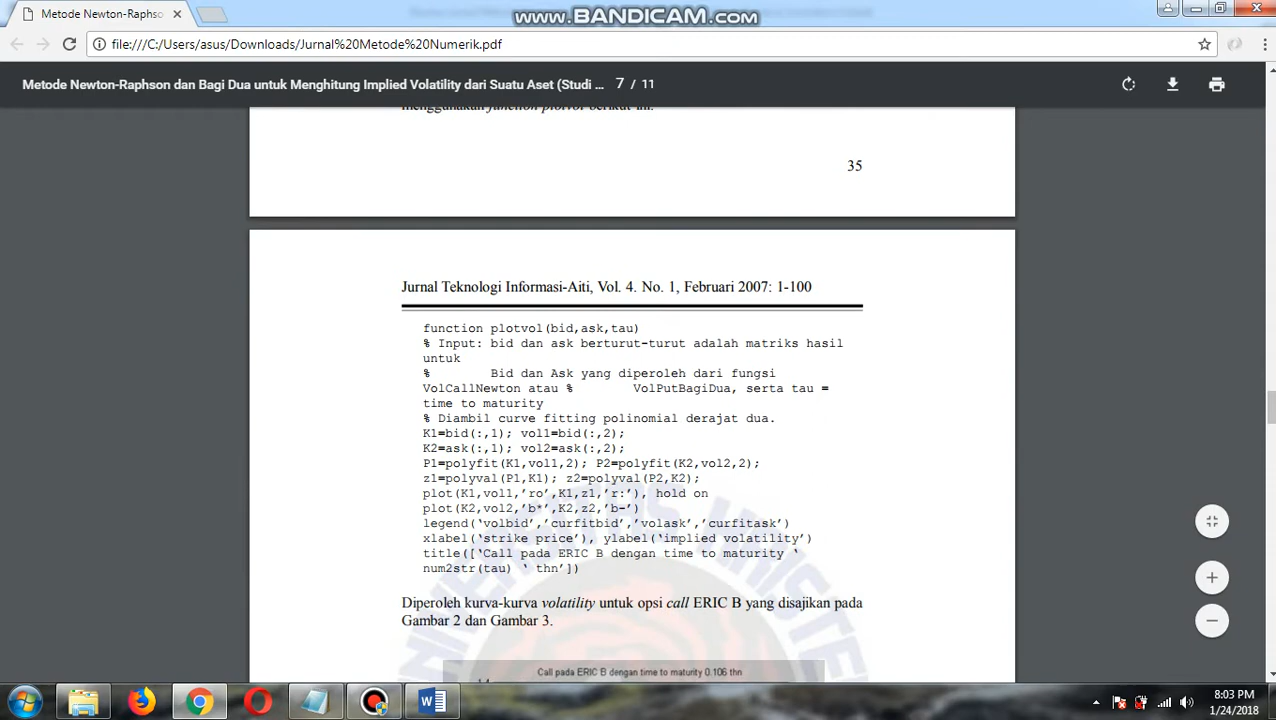 www.BANDICAM.com
Metode Newton-Raphso
file:///C:/Users/asus/Downloads/Jurnal%20Metode%20Numerik.pdf
Metode Newton-Raphson dan Bagi Dua untuk Menghitung Implied Volatility dari Suatu Aset (Studi ... 7 / 11
menggunakan function plotvol berikut ini.
35
Jurnal Teknologi Informasi-Aiti, Vol. 4. No. 1, Februari 2007: 1-100
function plotvol(bid,ask,tau)
% Input: bid dan ask berturut-turut adalah matriks hasil
untuk
% Bid dan Ask yang diperoleh dari fungsi
VolCallNewton atau % VolPutBagiDua, serta tau =
time to maturity
% Diambil curve fitting polinomial derajat dua.
K1=bid(:,1); vol1=bid(:,2);
K2=ask(:,1); vol2=ask(:,2);
P1=polyfit(K1,vol1,2); P2=polyfit(K2,vol2,2);
z1=polyval(P1,K1); z2=polyval(P2,K2);
plot(K1,vol1,'ro',K1,z1,'r:'), hold on
plot(K2,vol2,'b*',K2,z2,'b-')
legend(‘volbid’,’curfitbid’,’volask’,’curfitask’)
xlabel(‘strike price’), ylabel(‘implied volatility’)
title([‘Call pada ERIC B dengan time to maturity ‘
num2str(tau) ‘ thn’])
Diperoleh kurva-kurva volatility untuk opsi call ERIC B yang disajikan pada
Gambar 2 dan Gambar 3.
Call pada ERIC B dengan time to maturity 0.106 thn
8:03 PM
1/24/2018